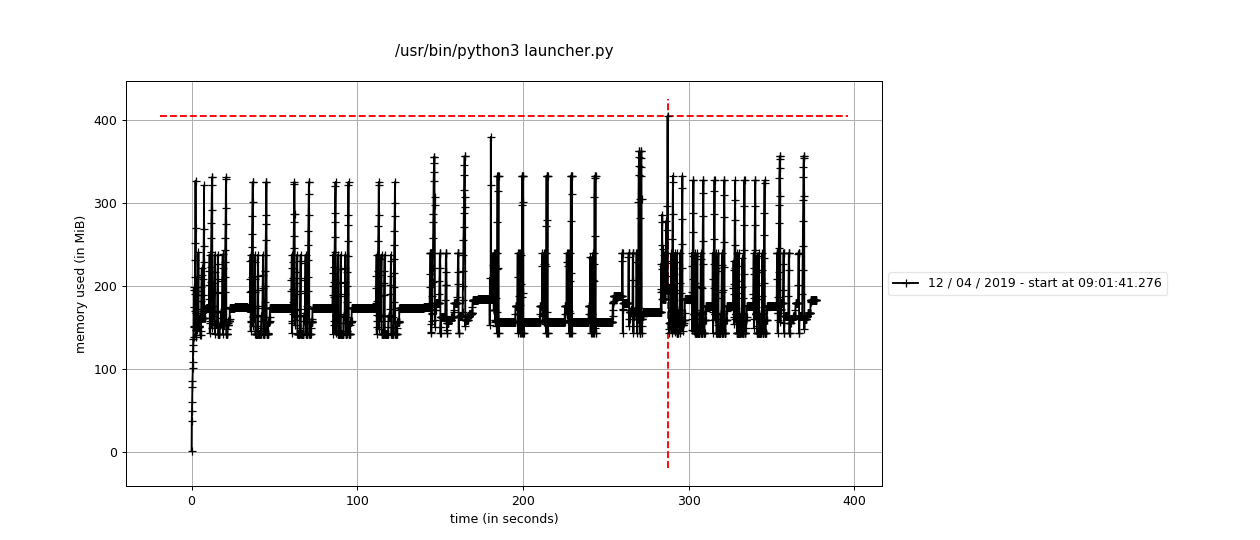 /usr/bin/python3 launcher.py
400
300
200
100
0
memory used (in MiB)
0 100 200 300 400
time (in seconds)
12 / 04 / 2019 - start at 09:01:41.276